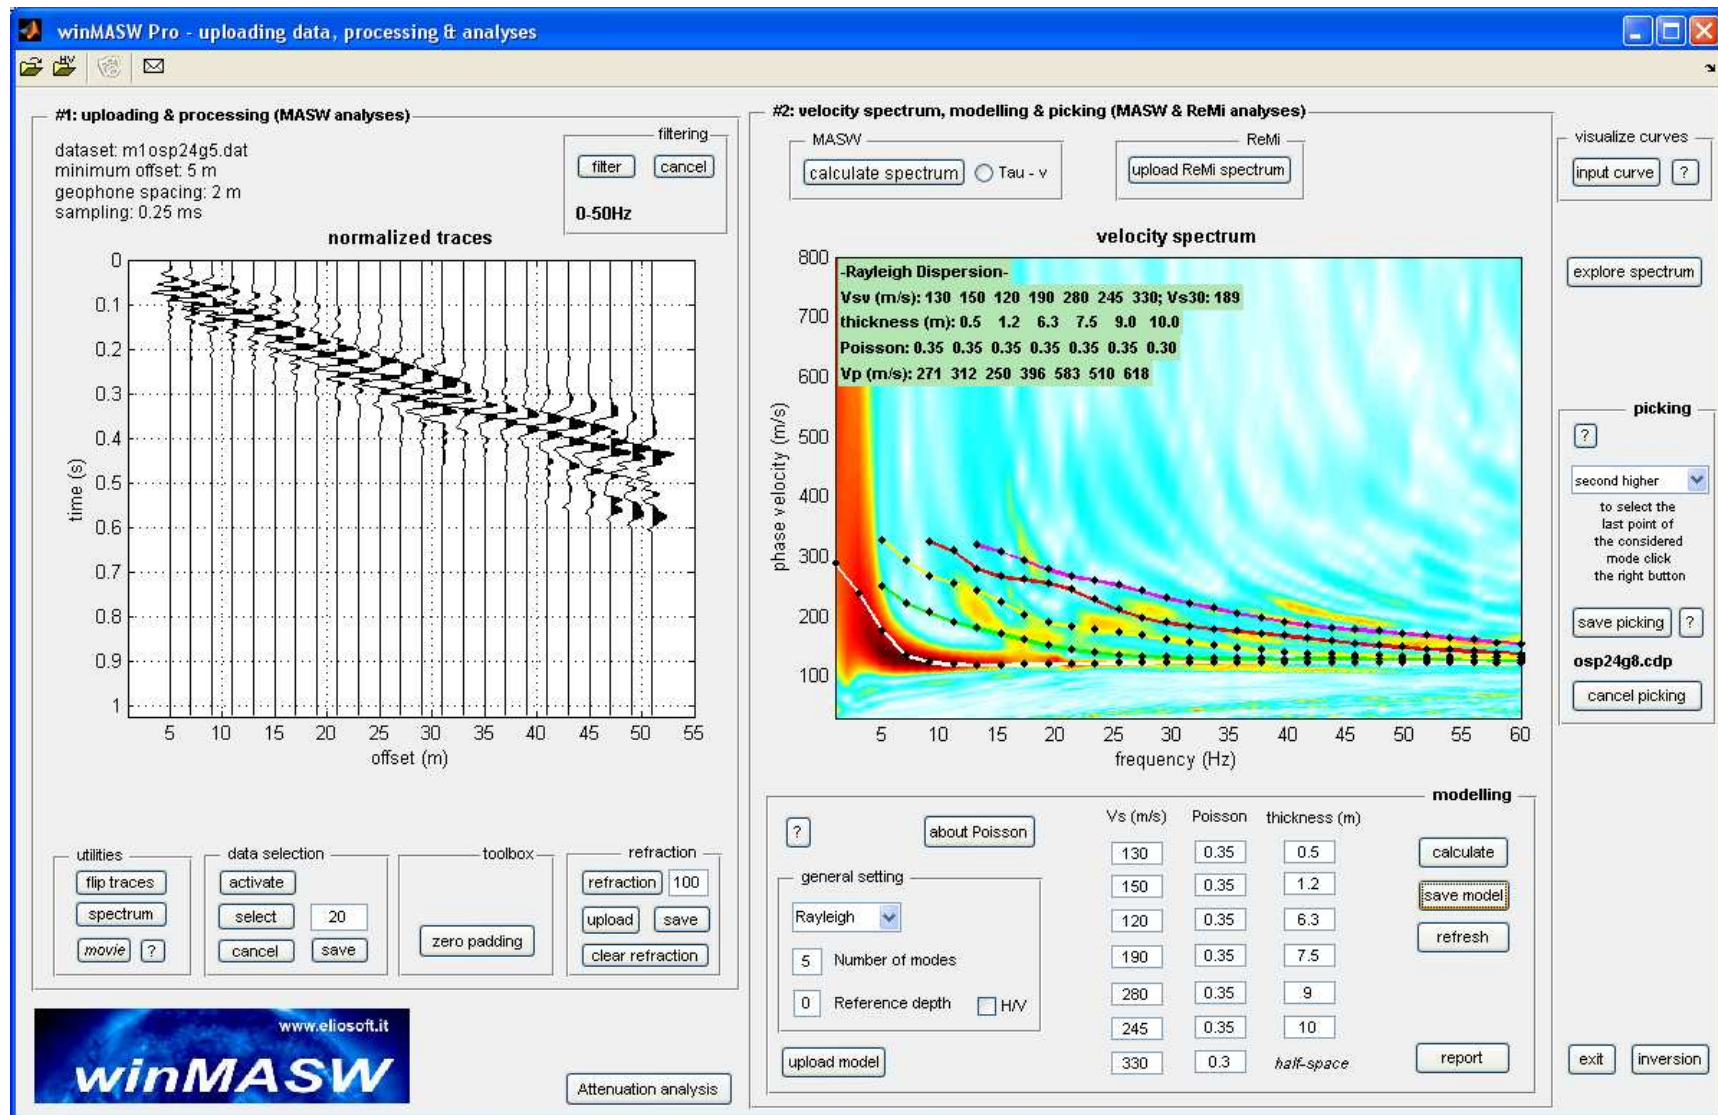 winMASW Pro - uploading data, processing & analyses
HV
#1: uploading & processing (MASW analyses)
dataset: m1osp24g5.dat
minimum offset: 5 m
geophone spacing: 2 m
sampling: 0.25 ms
filtering
filter cancel
0-50Hz
normalized traces
0
0.1
0.2
0.3
0.4
0.5
0.6
0.7
0.8
0.9
1
time (s)
5 10 15 20 25 30 35 40 45 50 55
offset (m)
utilities
flip traces
spectrum
movie ?
data selection
activate
select 20
cancel save
toolbox
zero padding
refraction
refraction 100
upload save
clear refraction
www.eliosoft.it
winMASW
Attenuation analysis
#2: velocity spectrum, modelling & picking (MASW & ReMi analyses)
MASW
calculate spectrum Tau - v
ReMi
upload ReMi spectrum
velocity spectrum
-Rayleigh Dispersion-
Vsv (m/s): 130 150 120 190 280 245 330; Vs30: 189
thickness (m): 0.5 1.2 6.3 7.5 9.0 10.0
Poisson: 0.35 0.35 0.35 0.35 0.35 0.35 0.30
Vp (m/s): 271 312 250 396 583 510 618
800
700
600
500
400
300
200
100
phase velocity (m/s)
5 10 15 20 25 30 35 40 45 50 55 60
frequency (Hz)
modelling
?
about Poisson
general setting
Rayleigh
5 Number of modes
0 Reference depth H/V
upload model
Vs (m/s) Poisson thickness (m)
130 0.35 0.5
150 0.35 1.2
120 0.35 6.3
190 0.35 7.5
280 0.35 9
245 0.35 10
330 0.3 half-space
calculate
save model
refresh
report
visualize curves
input curve ?
explore spectrum
picking
?
second higher
to select the
last point of
the considered
mode click
the right button
save picking ?
osp24g8.cdp
cancel picking
exit inversion